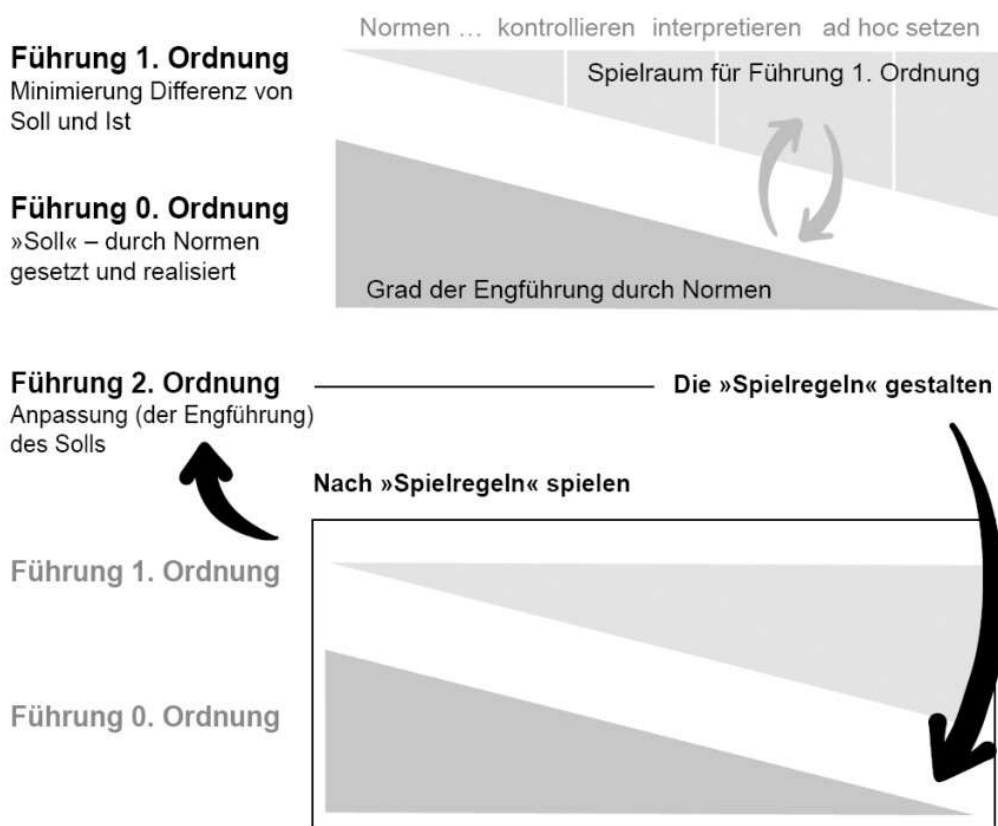 Normen … kontrollieren interpretieren ad hoc setzen
Führung 1. Ordnung
Minimierung Differenz von
Soll und Ist
Spielraum für Führung 1. Ordnung
Führung 0. Ordnung
»Soll« – durch Normen
gesetzt und realisiert
Grad der Engführung durch Normen
Führung 2. Ordnung
Anpassung (der Engführung)
des Solls
Die »Spielregeln« gestalten
Nach »Spielregeln« spielen
Führung 1. Ordnung
Führung 0. Ordnung